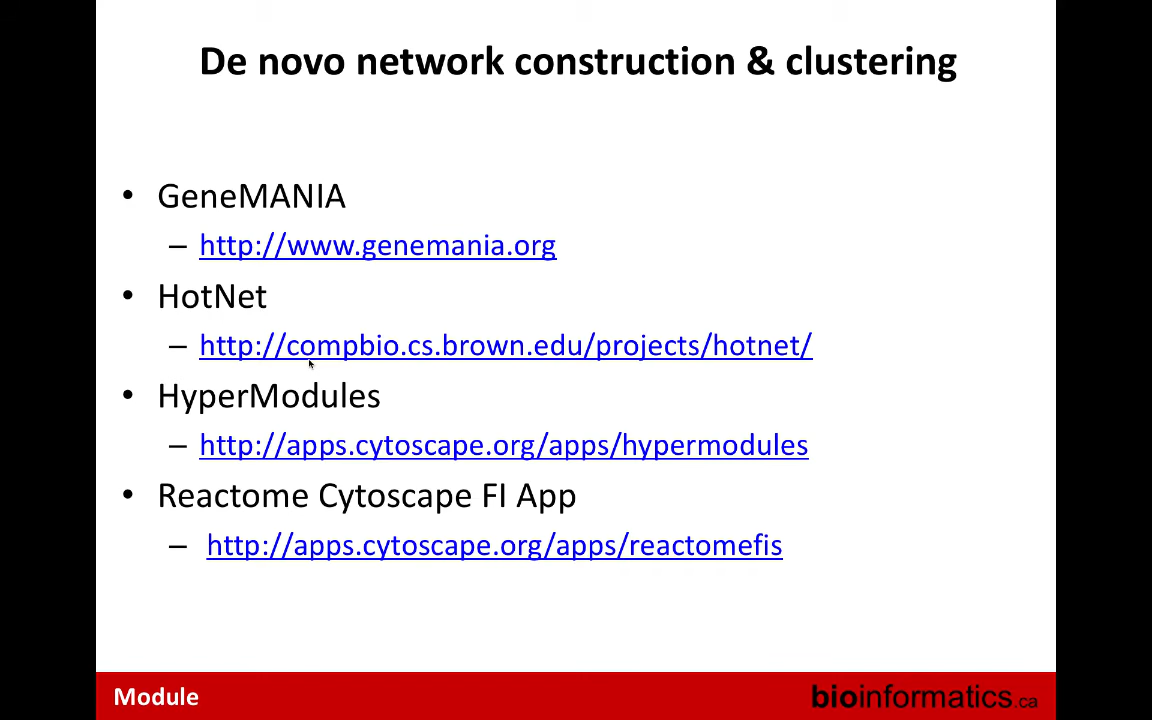 De novo network construction & clustering
• GeneMANIA
– http://www.genemania.org
• HotNet
– http://compbio.cs.brown.edu/projects/hotnet/
• HyperModules
– http://apps.cytoscape.org/apps/hypermodules
• Reactome Cytoscape FI App
– http://apps.cytoscape.org/apps/reactomefis
Module
bioinformatics.ca